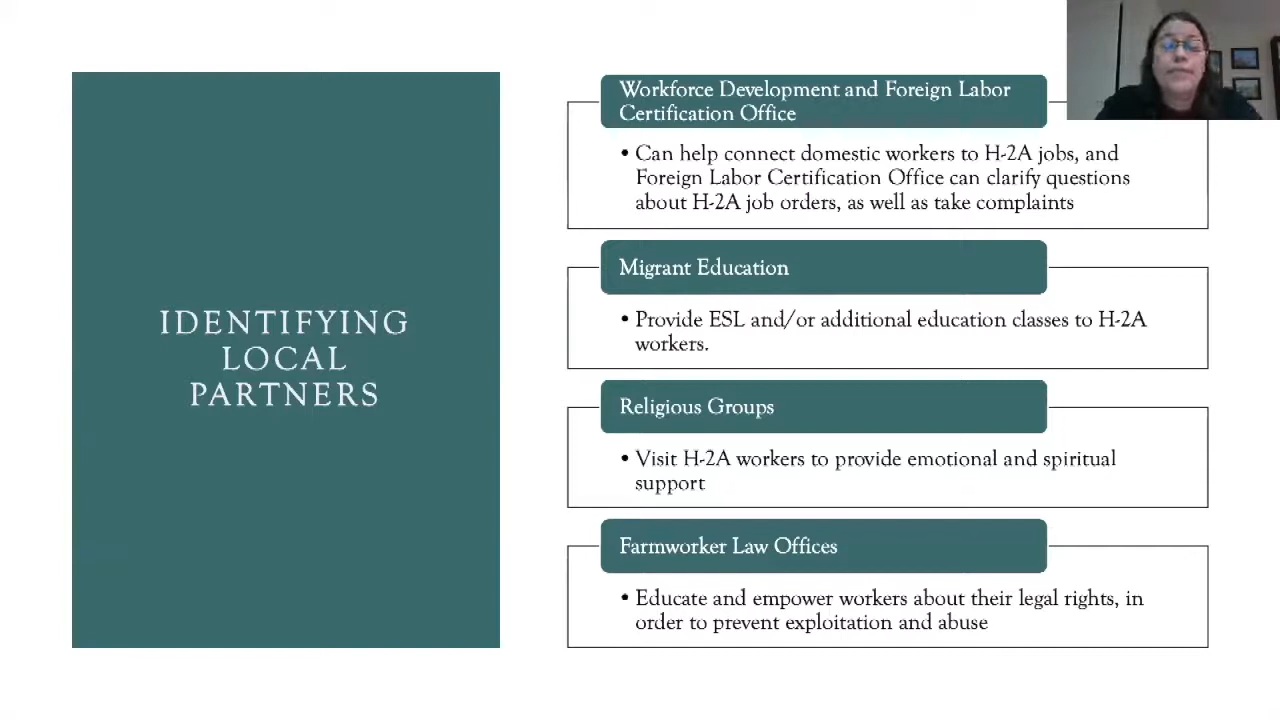 IDENTIFYING
LOCAL
PARTNERS
Workforce Development and Foreign Labor
Certification Office
• Can help connect domestic workers to H-2A jobs, and
Foreign Labor Certification Office can clarify questions
about H-2A job orders, as well as take complaints
Migrant Education
• Provide ESL and/or additional education classes to H-2A
workers.
Religious Groups
• Visit H-2A workers to provide emotional and spiritual
support
Farmworker Law Offices
• Educate and empower workers about their legal rights, in
order to prevent exploitation and abuse